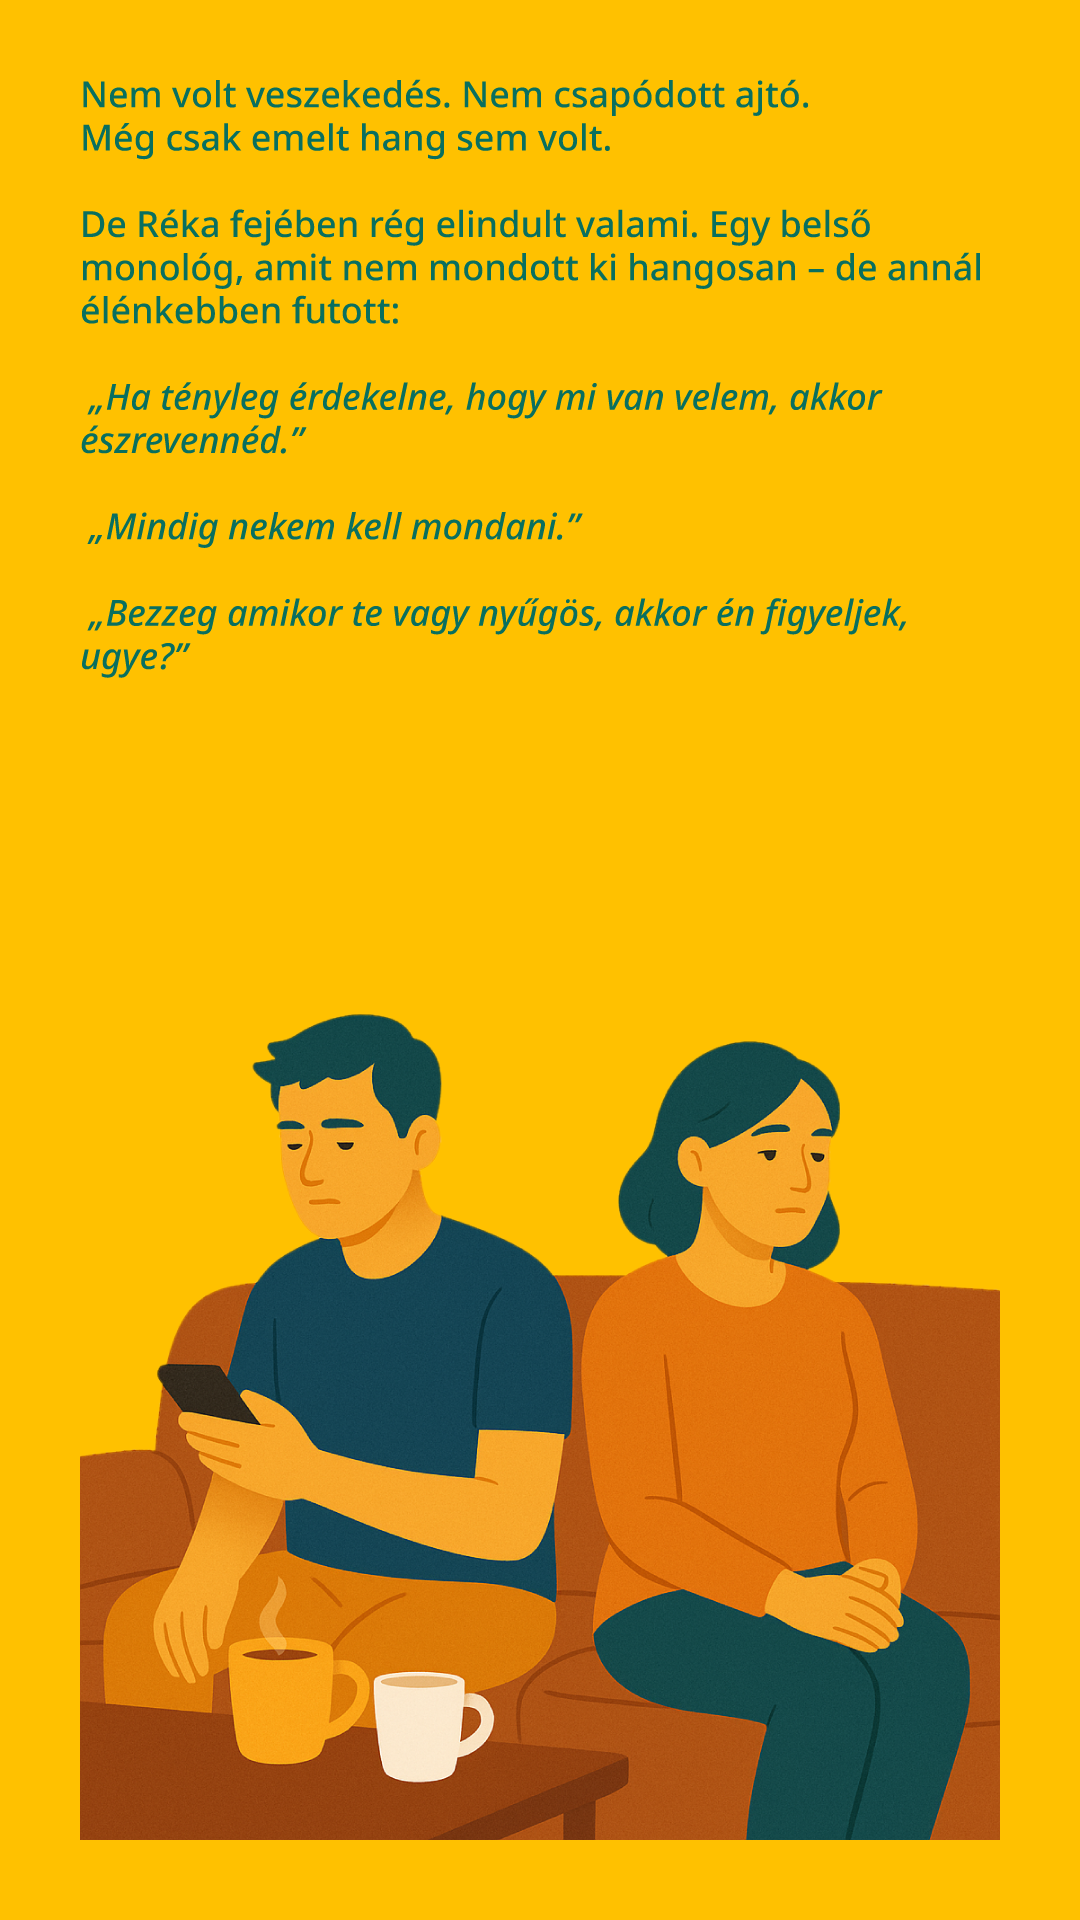 Nem volt veszekedés. Nem csapódott ajtó.
Még csak emelt hang sem volt.
De Réka fejében rég elindult valami. Egy belső
monológ, amit nem mondott ki hangosan – de annál
élénkebben futott:
„Ha tényleg érdekelne, hogy mi van velem, akkor
észrevennéd.”
„Mindig nekem kell mondani.”
„Bezzeg amikor te vagy nyűgös, akkor én figyeljek,
ugye?”